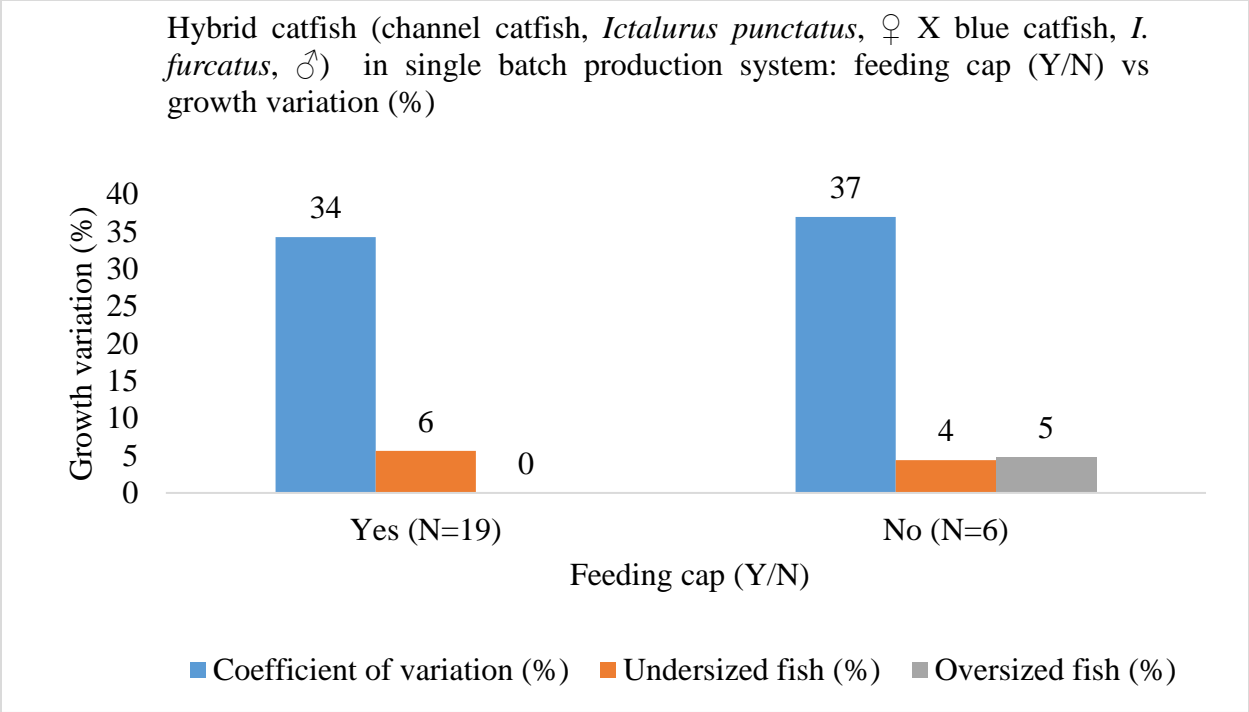 Hybrid catfish (channel catfish, Ictalurus punctatus, ♀ X blue catfish, I.
furcatus, ♂) in single batch production system: feeding cap (Y/N) vs
growth variation (%)
Growth variation (%)
40
35
30
25
20
15
10
5
0
34
6
0
37
4
5
Yes (N=19)
No (N=6)
Feeding cap (Y/N)
Coefficient of variation (%)
Undersized fish (%)
Oversized fish (%)